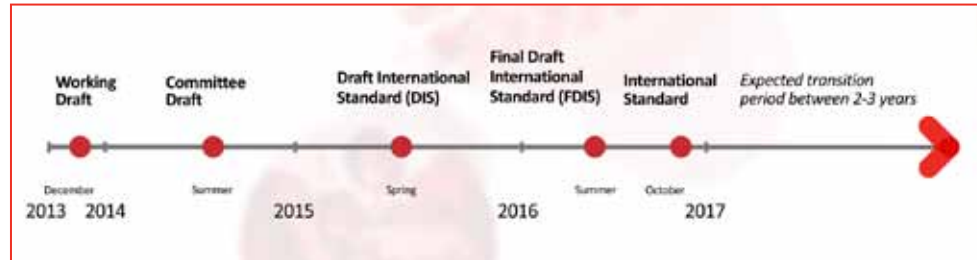 Working
Draft
Committee
Draft
Draft International
Standard (DIS)
Final Draft
International
Standard (FDIS)
International
Standard
Expected transition
period between 2-3 years
December
Summer
Spring
Summer
October
2013
2014
2015
2016
2017